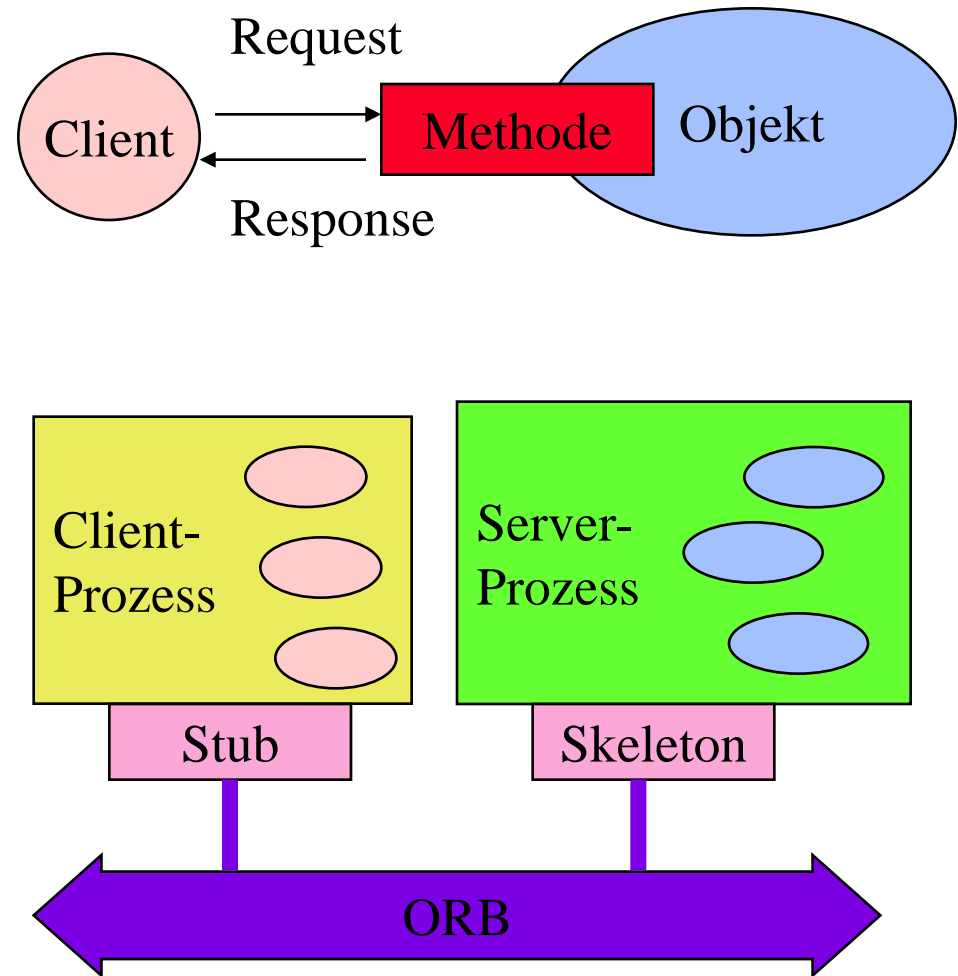 Request
Client
Methode
Objekt
Response
Client-
Prozess
Server-
Prozess
Stub
Skeleton
ORB